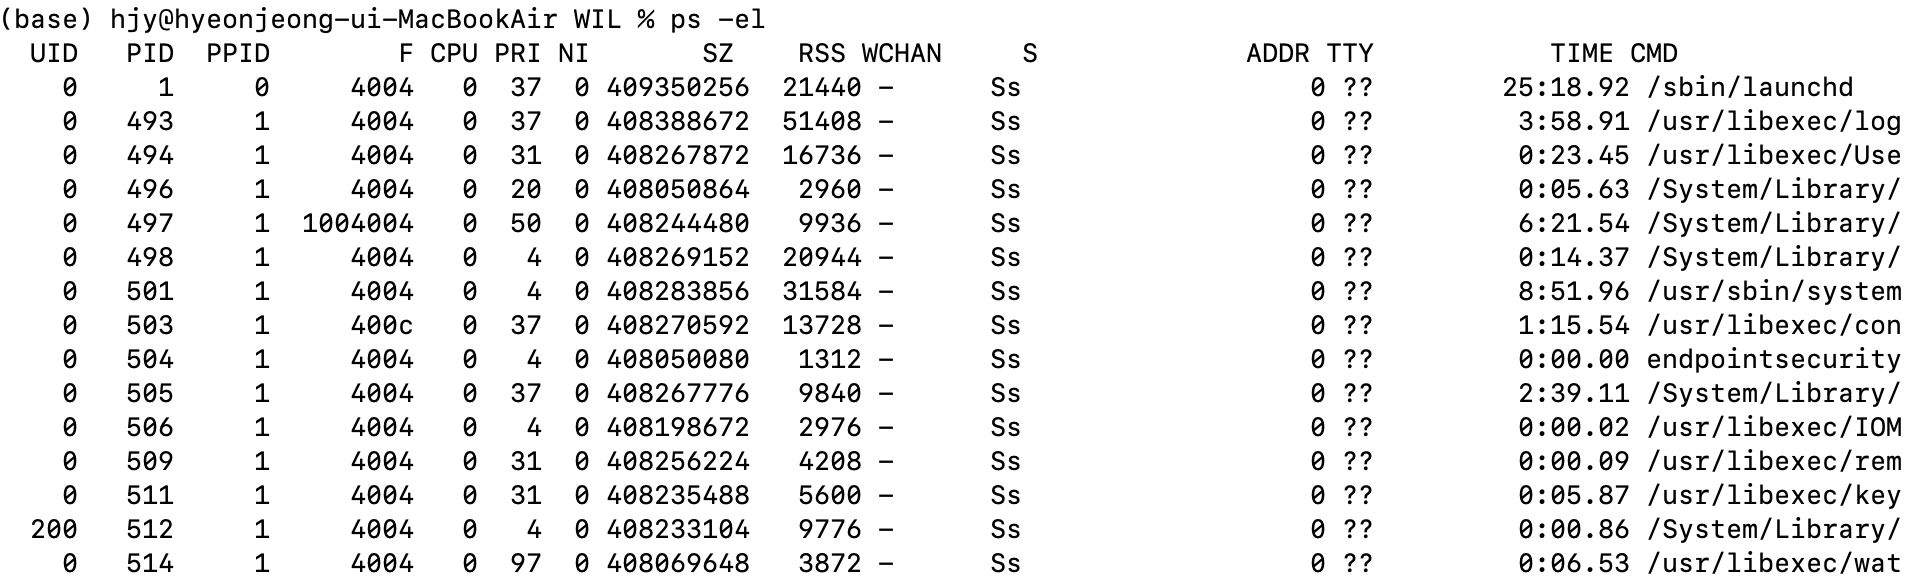 (base) hjy@hyeonjeong-ui-MacBookAir WIL % ps -el
UID PID PPID F CPU PRI NI SZ RSS WCHAN S ADDR TTY TIME CMD
0 1 0 4004 0 37 0 409350256 21440 - Ss 0 ?? 25:18.92 /sbin/launchd
0 493 1 4004 0 37 0 408388672 51408 - Ss 0 ?? 3:58.91 /usr/libexec/log
0 494 1 4004 0 31 0 408267872 16736 - Ss 0 ?? 0:23.45 /usr/libexec/Use
0 496 1 4004 0 20 0 408050864 2960 - Ss 0 ?? 0:05.63 /System/Library/
0 497 1 1004004 0 50 0 408244480 9936 - Ss 0 ?? 6:21.54 /System/Library/
0 498 1 4004 0 4 0 408269152 20944 - Ss 0 ?? 0:14.37 /System/Library/
0 501 1 4004 0 4 0 408283856 31584 - Ss 0 ?? 8:51.96 /usr/sbin/system
0 503 1 400c 0 37 0 408270592 13728 - Ss 0 ?? 1:15.54 /usr/libexec/con
0 504 1 4004 0 4 0 408050080 1312 - Ss 0 ?? 0:00.00 endpointsecurity
0 505 1 4004 0 37 0 408267776 9840 - Ss 0 ?? 2:39.11 /System/Library/
0 506 1 4004 0 4 0 408198672 2976 - Ss 0 ?? 0:00.02 /usr/libexec/IOM
0 509 1 4004 0 31 0 408256224 4208 - Ss 0 ?? 0:00.09 /usr/libexec/rem
0 511 1 4004 0 31 0 408235488 5600 - Ss 0 ?? 0:05.87 /usr/libexec/key
200 512 1 4004 0 4 0 408233104 9776 - Ss 0 ?? 0:00.86 /System/Library/
0 514 1 4004 0 97 0 408069648 3872 - Ss 0 ?? 0:06.53 /usr/libexec/wat